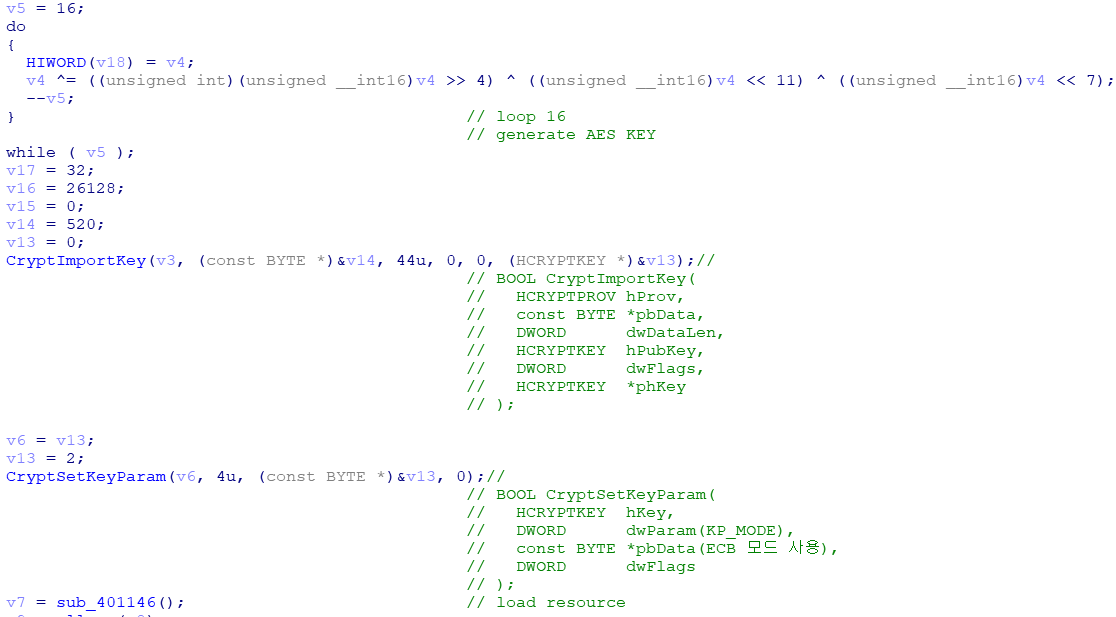 v5 = 16;
do
{
HIWORD(v18) = v4;
v4 ^= ((unsigned int)(unsigned __int16)v4 >> 4) ^ ((unsigned __int16)v4 << 11) ^ ((unsigned __int16)v4 << 7);
--v5;
} // loop 16
// generate AES KEY
while ( v5 );
v17 = 32;
v16 = 26128;
v15 = 0;
v14 = 520;
v13 = 0;
CryptImportKey(v3, (const BYTE *)&v14, 44u, 0, 0, (HCRYPTKEY *)&v13);//
// BOOL CryptImportKey(
// HCRYPTPROV hProv,
// const BYTE *pbData,
// DWORD dwDataLen,
// HCRYPTKEY hPubKey,
// DWORD dwFlags,
// HCRYPTKEY *phKey
// );
v6 = v13;
v13 = 2;
CryptSetKeyParam(v6, 4u, (const BYTE *)&v13, 0);//
// BOOL CryptSetKeyParam(
// HCRYPTKEY hKey,
// DWORD dwParam(KP_MODE),
// const BYTE *pbData(ECB 모드 사용),
// DWORD dwFlags
// );
v7 = sub_401146(); // load resource